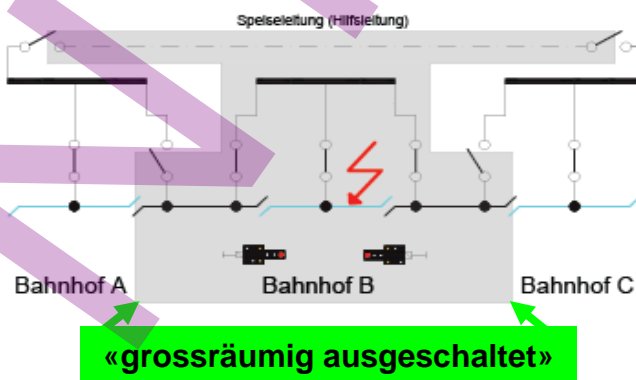 Speiseleitung (Hilfsleitung)
Bahnhof A
Bahnhof B
Bahnhof C
«grossräumig ausgeschaltet»